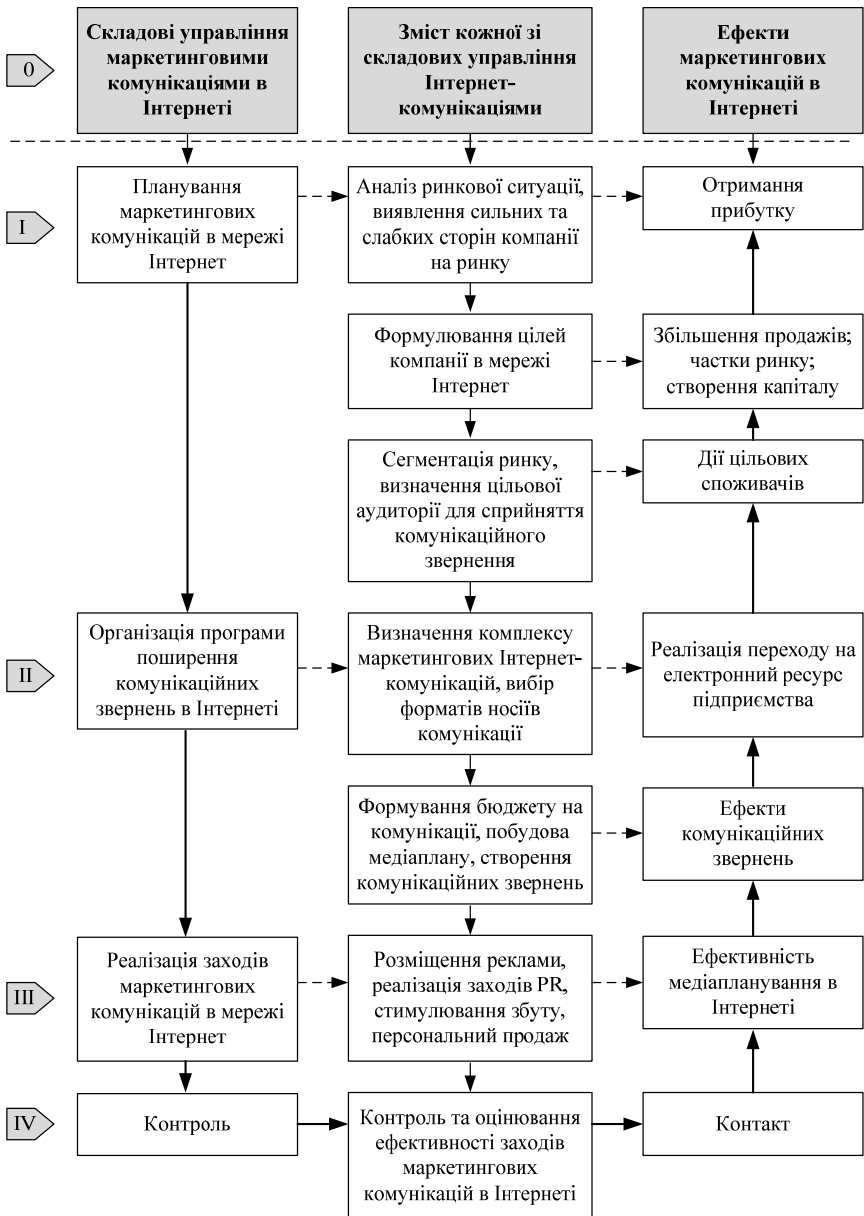 0
Складові управління
маркетинговими
комунікаціями в
Інтернеті
Зміст кожної зі
складових управління
Інтернет-
комунікаціями
Ефекти
маркетингових
комунікацій в
Інтернеті
I
Планування
маркетингових
комунікацій в мережі
Інтернет
Аналіз ринкової ситуації,
виявлення сильних та
слабких сторін компанії
на ринку
Отримання
прибутку
Формулювання цілей
компанії в мережі
Інтернет
Збільшення продажів;
частки ринку;
створення капіталу
Сегментація ринку,
визначення цільової
аудиторії для сприйняття
комунікаційного
звернення
Дії цільових
споживачів
II
Організація програми
поширення
комунікаційних
звернень в Інтернеті
Визначення комплексу
маркетингових Інтернет-
комунікацій, вибір
форматів носіїв
комунікації
Реалізація переходу на
електронний ресурс
підприємства
Формування бюджету на
комунікації, побудова
медіаплану, створення
комунікаційних звернень
Ефекти
комунікаційних
звернень
III
Реалізація заходів
маркетингових
комунікацій в мережі
Інтернет
Розміщення реклами,
реалізація заходів PR,
стимулювання збуту,
персональний продаж
Ефективність
медіапланування в
Інтернеті
IV
Контроль
Контроль та оцінювання
ефективності заходів
маркетингових
комунікацій в Інтернеті
Контакт